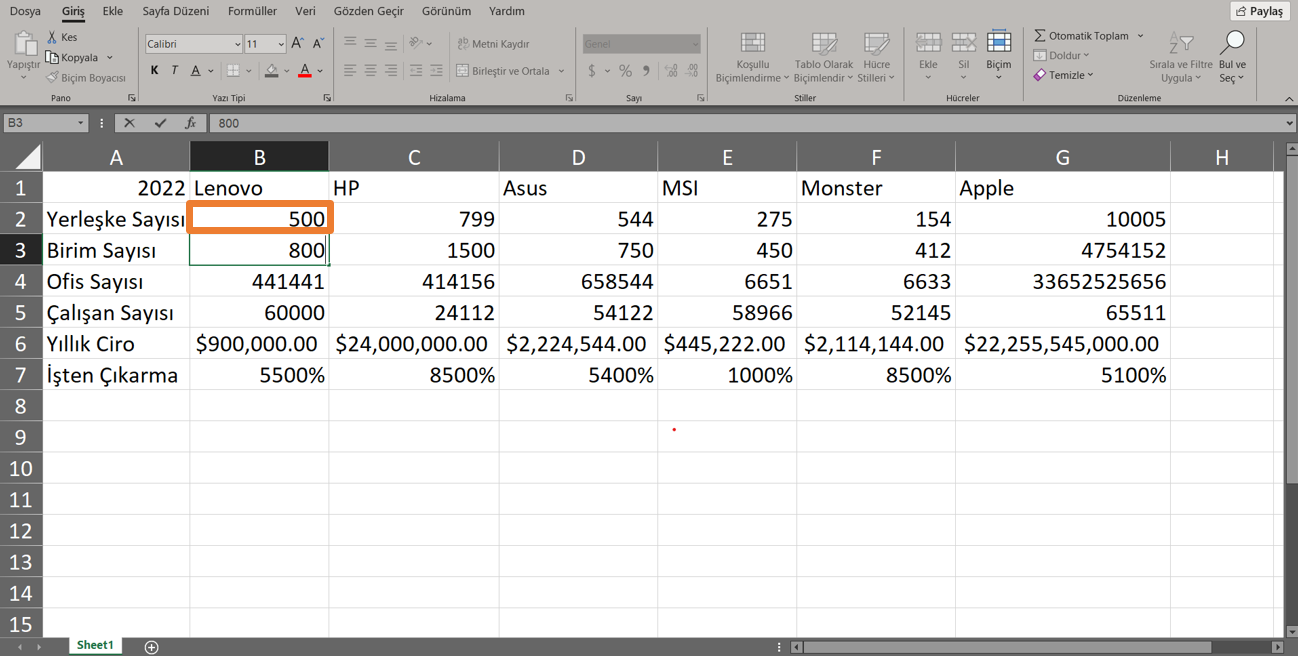 Dosya Giriş Ekle Sayfa Düzeni Formüller Veri Gözden Geçir Görünüm Yardım Paylaş
Yapıştır
Kes
Kopyala
Biçim Boyacısı
Pano
Calibri 11 A A
K T A A
Yazı Tipi
ab Metni Kaydır
Birleştir ve Ortala
Hizalama
Genel
$ % 9
Sayı
Koşullu
Biçimlendirme
Tablo Olarak
Biçimlendir
Hücre
Stilleri
Stiller
Ekle Sil Biçim
Hücreler
Σ Otomatik Toplam
Doldur
Temizle
Sırala ve Filtre
Uygula
Bul ve
Seç
Düzenleme
B3 fx 800
A B C D E F G H
1 2022 Lenovo HP Asus MSI Monster Apple
2 Yerleşke Sayısı 500 799 544 275 154 10005
3 Birim Sayısı 800 1500 750 450 412 4754152
4 Ofis Sayısı 441441 414156 658544 6651 6633 33652525656
5 Çalışan Sayısı 60000 24112 54122 58966 52145 65511
6 Yıllık Ciro $900,000.00 $24,000,000.00 $2,224,544.00 $445,222.00 $2,114,144.00 $22,255,545,000.00
7 İşten Çıkarma 5500% 8500% 5400% 1000% 8500% 5100%
8
9
10
11
12
13
14
15
Sheet1